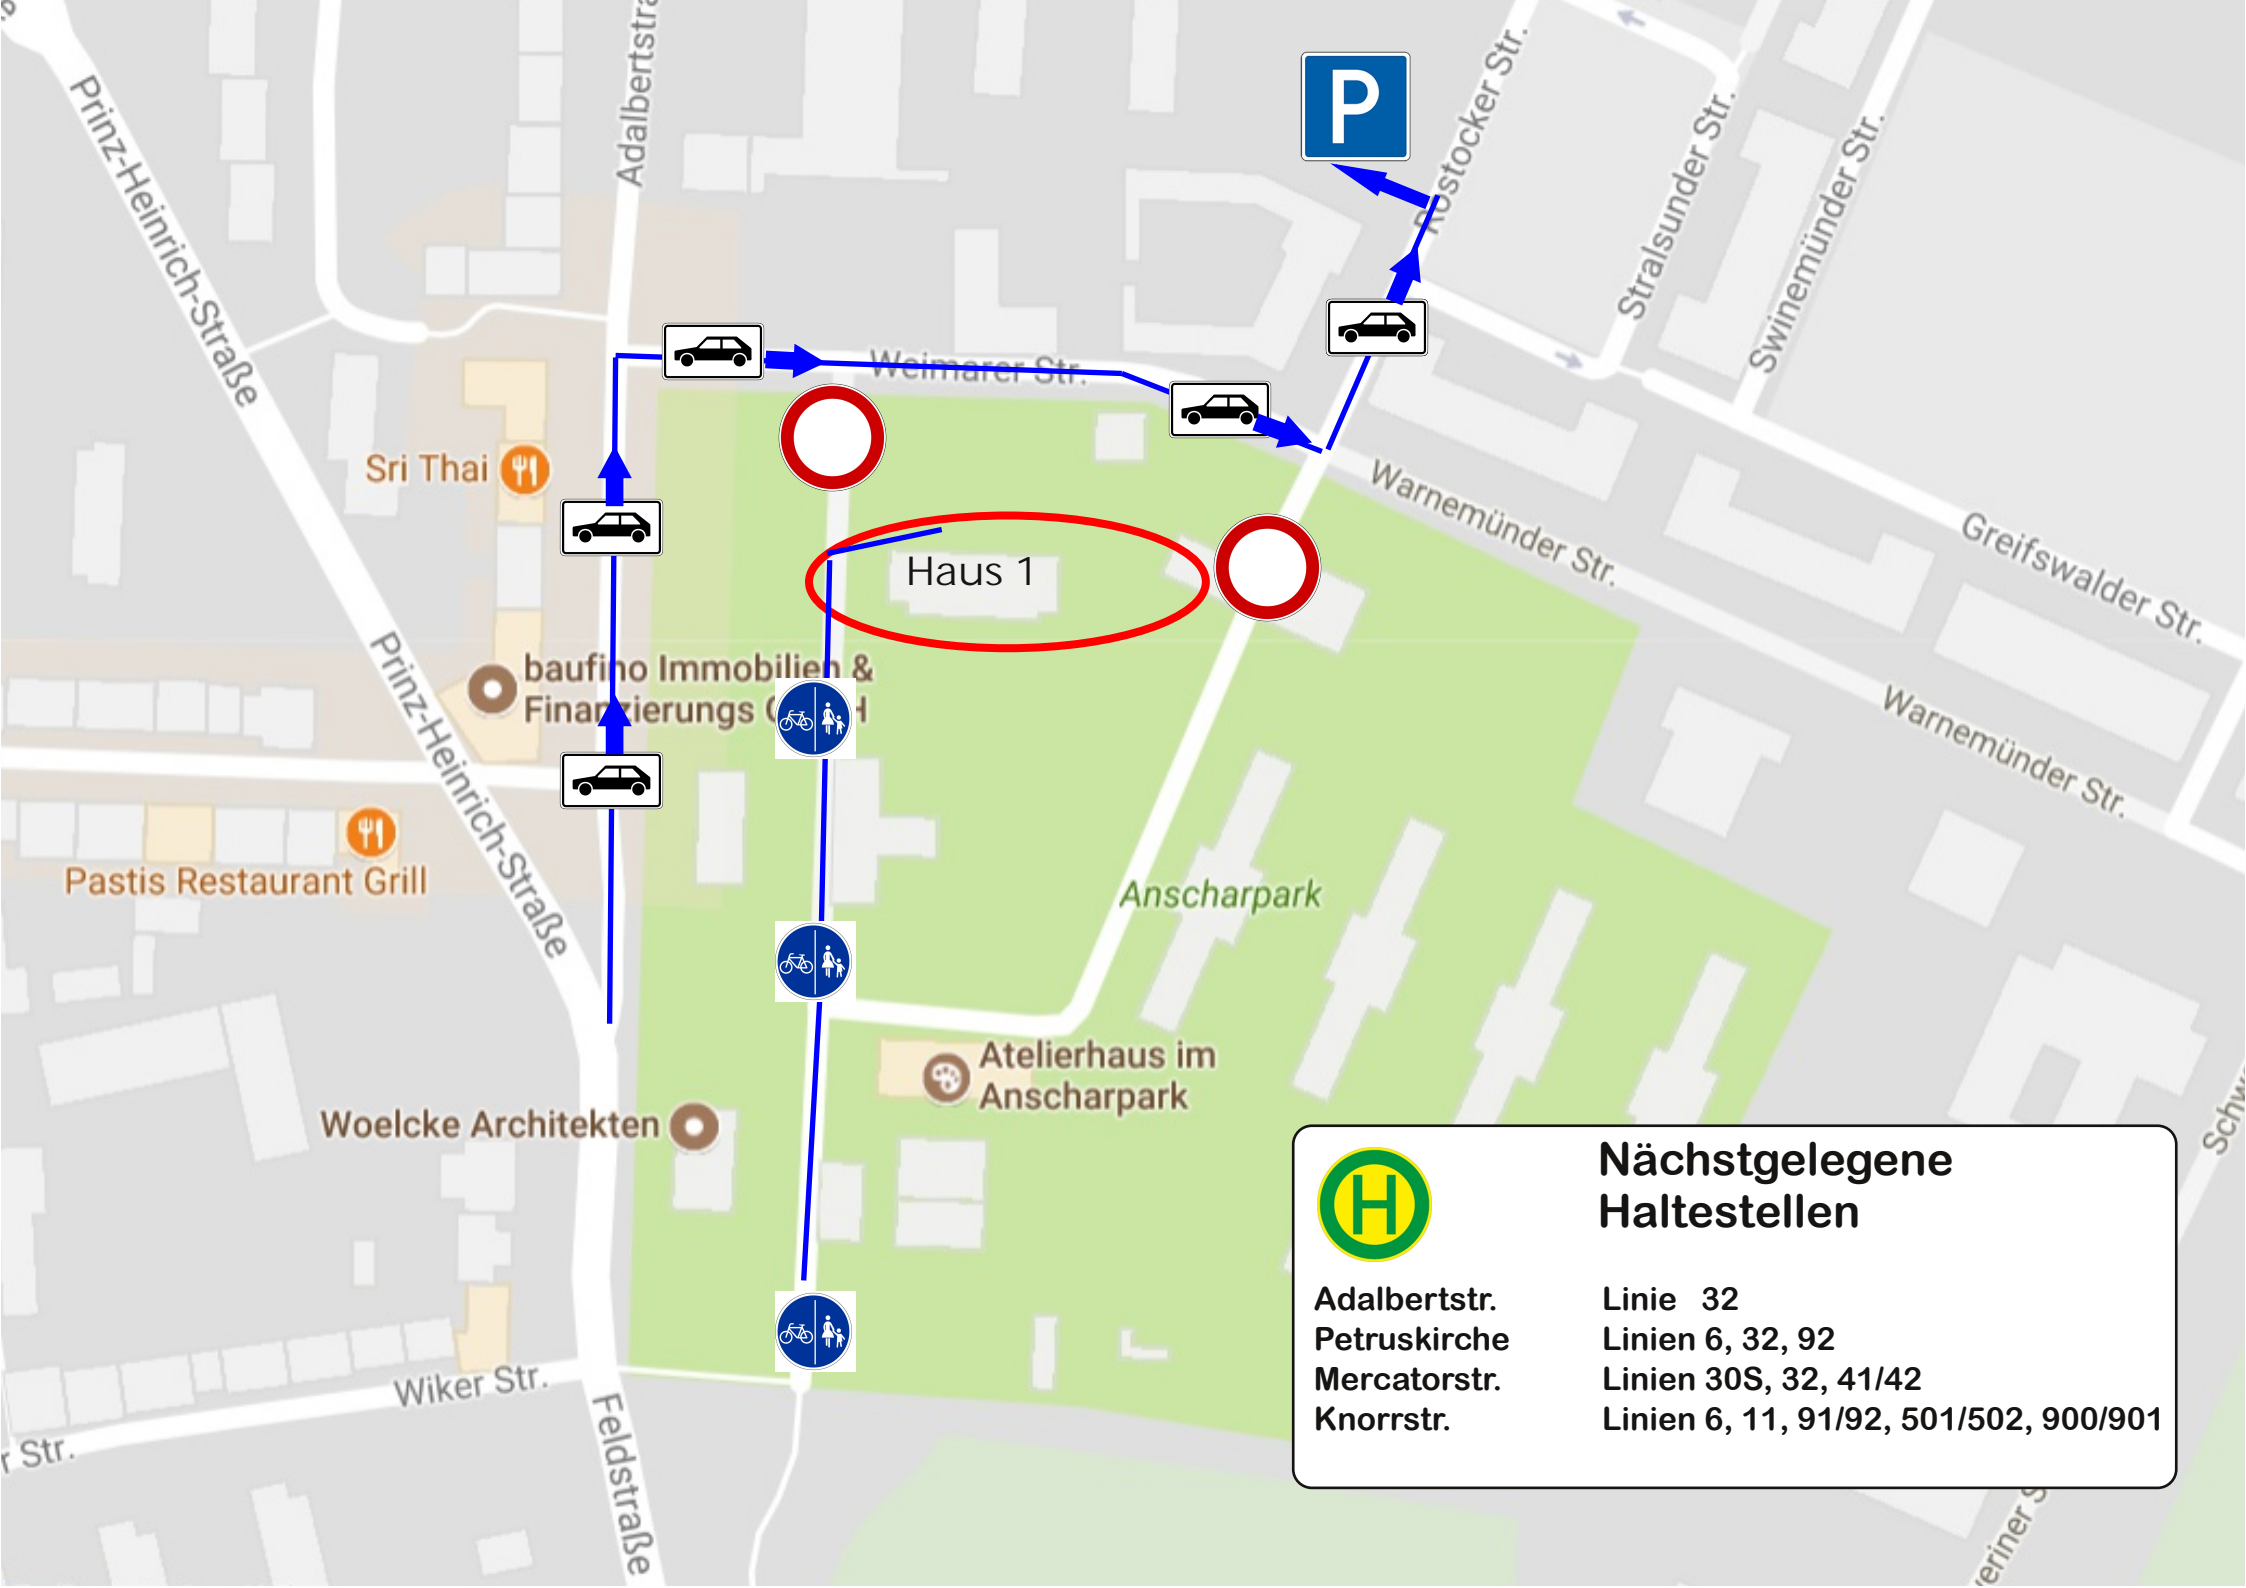 Adalbertstra
Prinz-Heinrich-Straße
P
Rostocker Str.
Stralsunder Str.
Swinemünder Str.
Weimarer Str.
Sri Thai
Warnemünder Str.
Greifswalder Str.
Haus 1
Prinz-Heinrich-Straße
baufino Immobilien &
Finanzierungs G H
Warnemünder Str.
Pastis Restaurant Grill
Anscharpark
Atelierhaus im
Anscharpark
Woelcke Architekten
Schw
H
Nächstgelegene
Haltestellen
Adalbertstr. Linie 32
Petruskirche Linien 6, 32, 92
Mercatorstr. Linien 30S, 32, 41/42
Knorrstr. Linien 6, 11, 91/92, 501/502, 900/901
Wiker Str.
r Str.
Feldstraße
eriner S